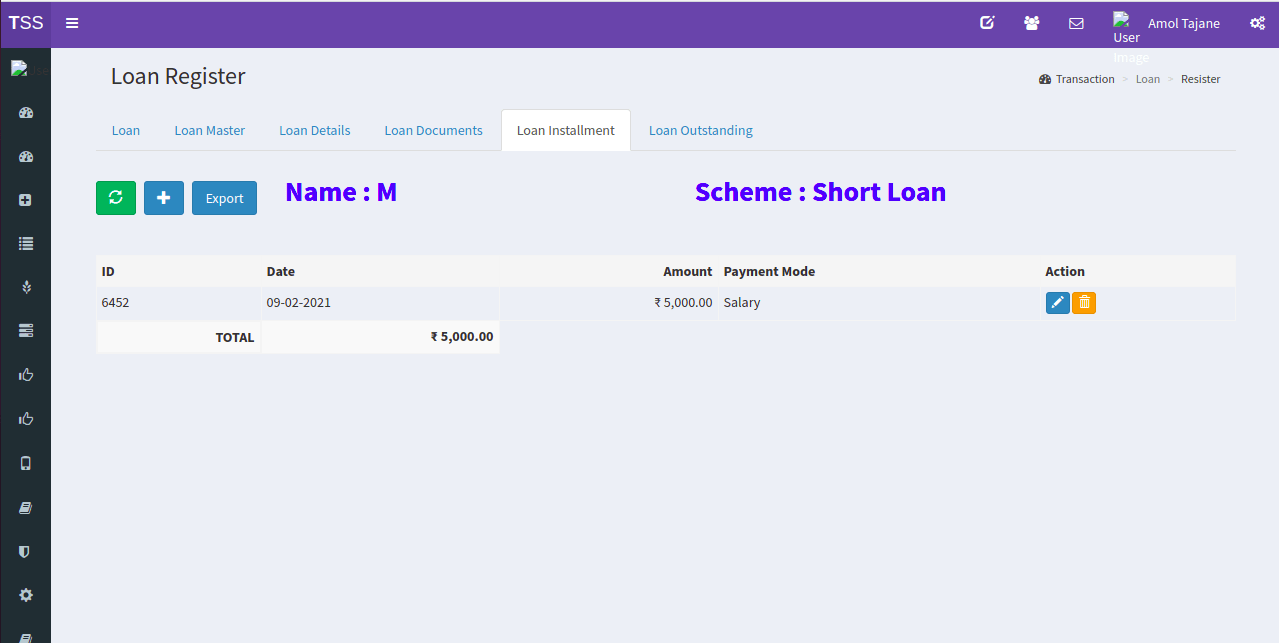 TSS
User Image
Amol Tajane
Loan Register
Transaction > Loan > Resister
Loan
Loan Master
Loan Details
Loan Documents
Loan Installment
Loan Outstanding
Export
Name : M
Scheme : Short Loan
ID Date Amount Payment Mode Action
6452 09-02-2021 ₹ 5,000.00 Salary
TOTAL ₹ 5,000.00